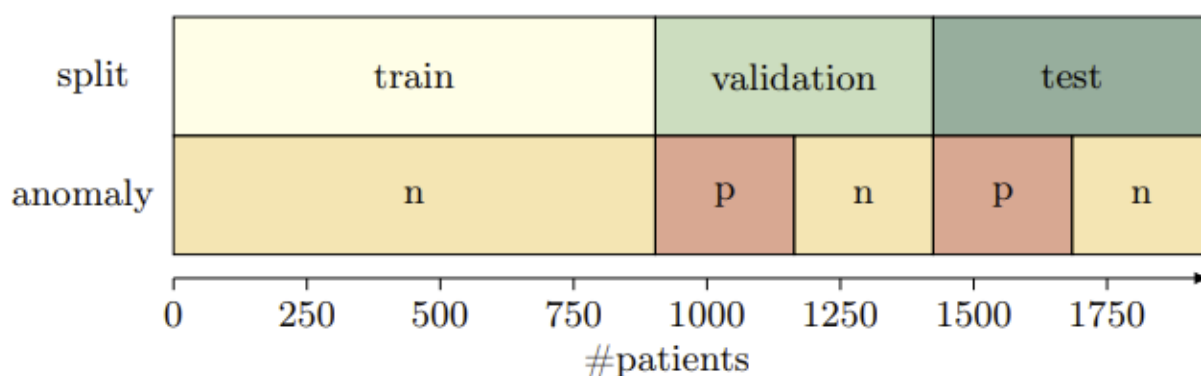 split train validation test
anomaly n p n p n
0 250 500 750 1000 1250 1500 1750
#patients